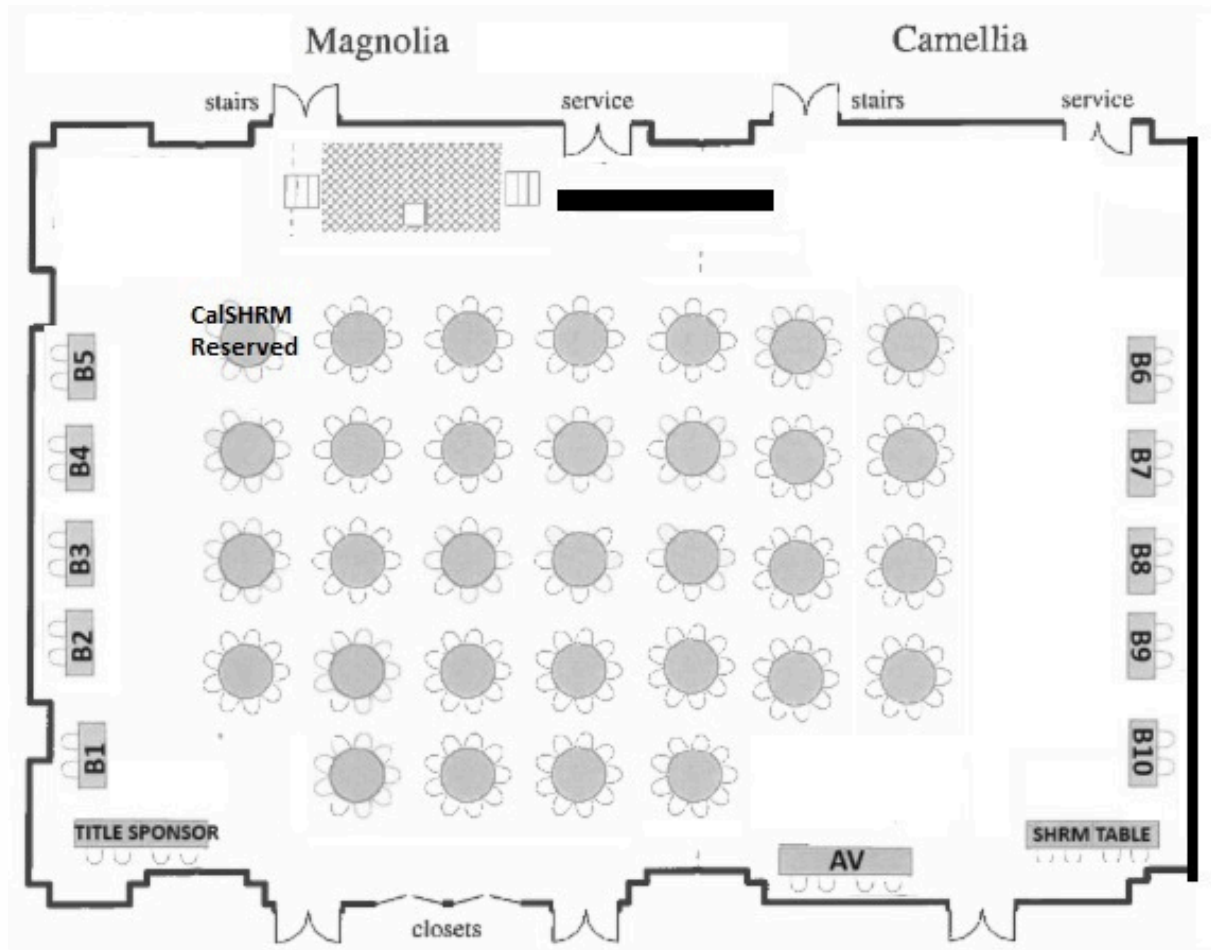 Magnolia
Camellia
stairs
service
stairs
service
CalSHRM
Reserved
B5
B4
B3
B2
B1
B6
B7
B8
B9
B10
TITLE SPONSOR
AV
SHRM TABLE
closets